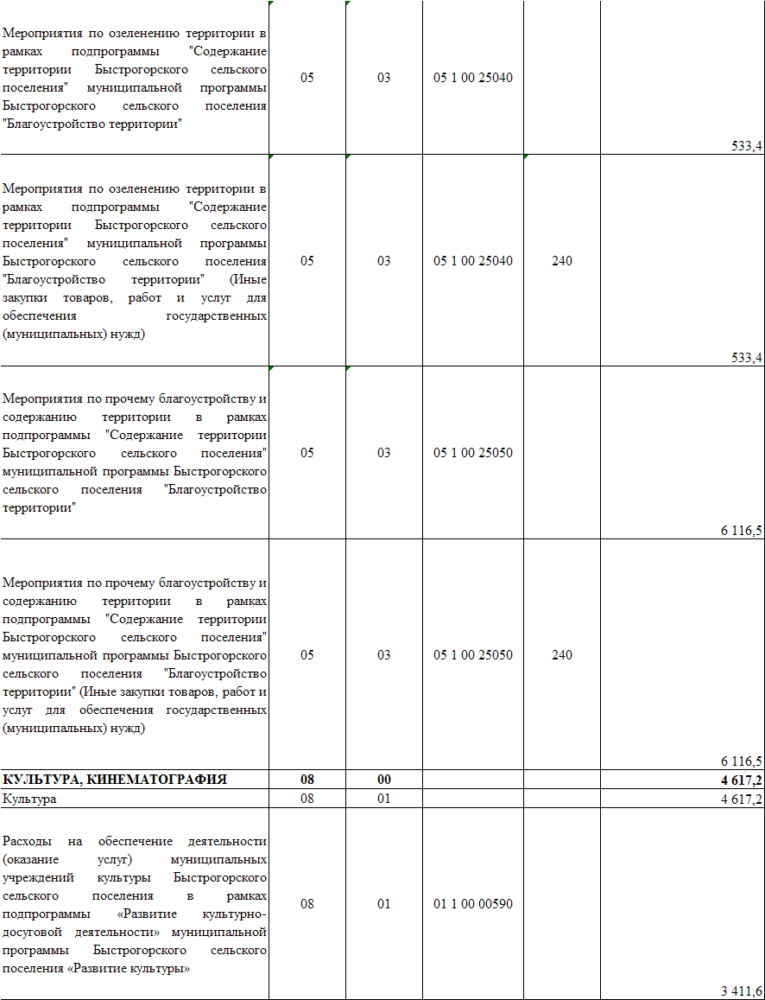 Мероприятия по озеленению территории в
рамках подпрограммы "Содержание
территории Быстрогорского сельского
поселения" муниципальной программы
Быстрогорского сельского поселения
"Благоустройство территории"
05 03 05 1 00 25040
533,4
Мероприятия по озеленению территории в
рамках подпрограммы "Содержание
территории Быстрогорского сельского
поселения" муниципальной программы
Быстрогорского сельского поселения
"Благоустройство территории" (Иные
закупки товаров, работ и услуг для
обеспечения государственных
(муниципальных) нужд)
05 03 05 1 00 25040 240
533,4
Мероприятия по прочему благоустройству и
содержанию территории в рамках
подпрограммы "Содержание территории
Быстрогорского сельского поселения"
муниципальной программы Быстрогорского
сельского поселения "Благоустройство
территории"
05 03 05 1 00 25050
6 116,5
Мероприятия по прочему благоустройству и
содержанию территории в рамках
подпрограммы "Содержание территории
Быстрогорского сельского поселения"
муниципальной программы Быстрогорского
сельского поселения "Благоустройство
территории" (Иные закупки товаров, работ и
услуг для обеспечения государственных
(муниципальных) нужд)
05 03 05 1 00 25050 240
6 116,5
КУЛЬТУРА, КИНЕМАТОГРАФИЯ 08 00 4 617,2
Культура 08 01 4 617,2
Расходы на обеспечение деятельности
(оказание услуг) муниципальных
учреждений культуры Быстрогорского
сельского поселения в рамках
подпрограммы «Развитие культурно-
досуговой деятельности» муниципальной
программы Быстрогорского сельского
поселения «Развитие культуры»
08 01 01 1 00 00590
3 411,6